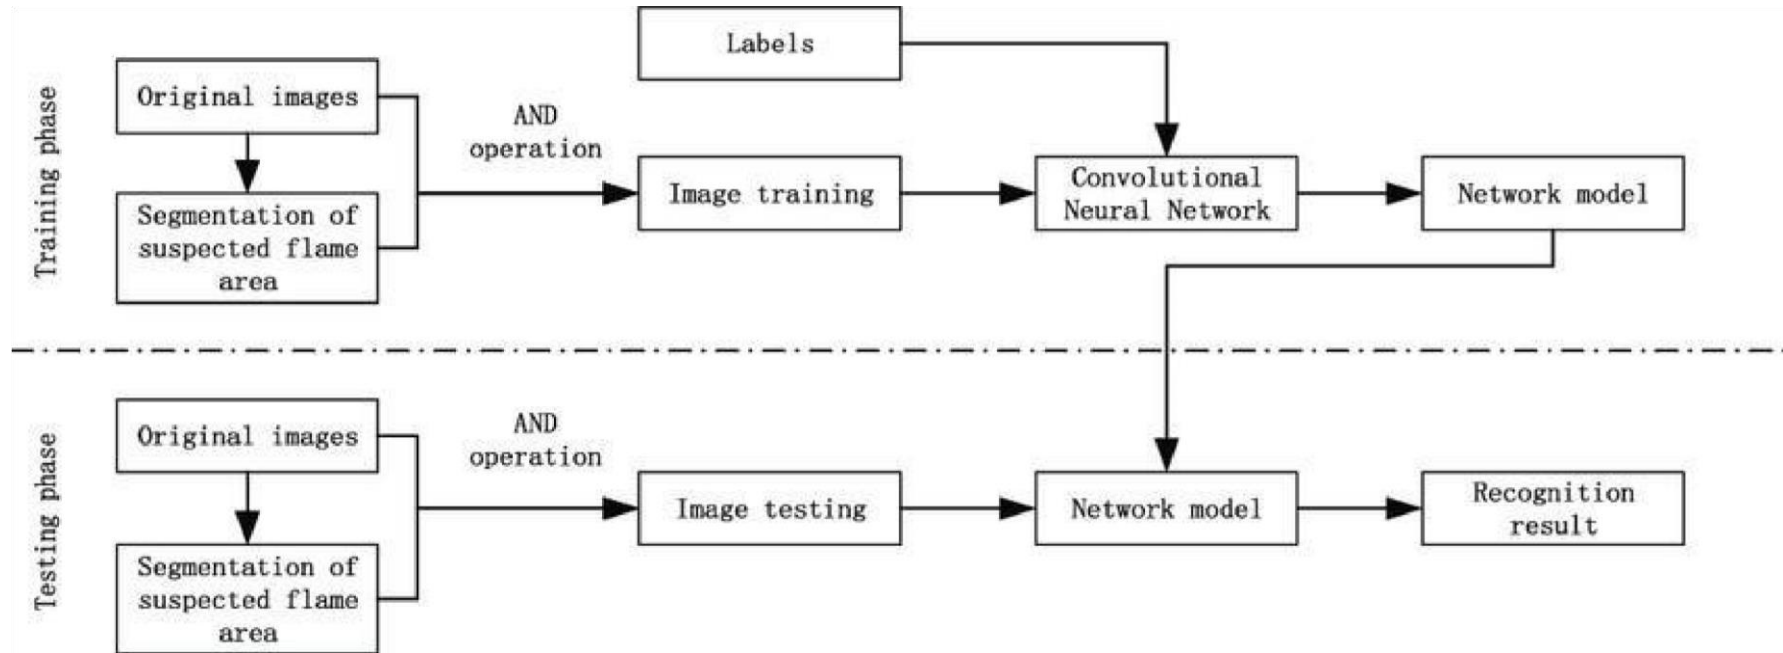 Training phase
Original images
Segmentation of
suspected flame
area
AND
operation
Labels
Image training
Convolutional
Neural Network
Network model
Testing phase
Original images
Segmentation of
suspected flame
area
AND
operation
Image testing
Network model
Recognition
result